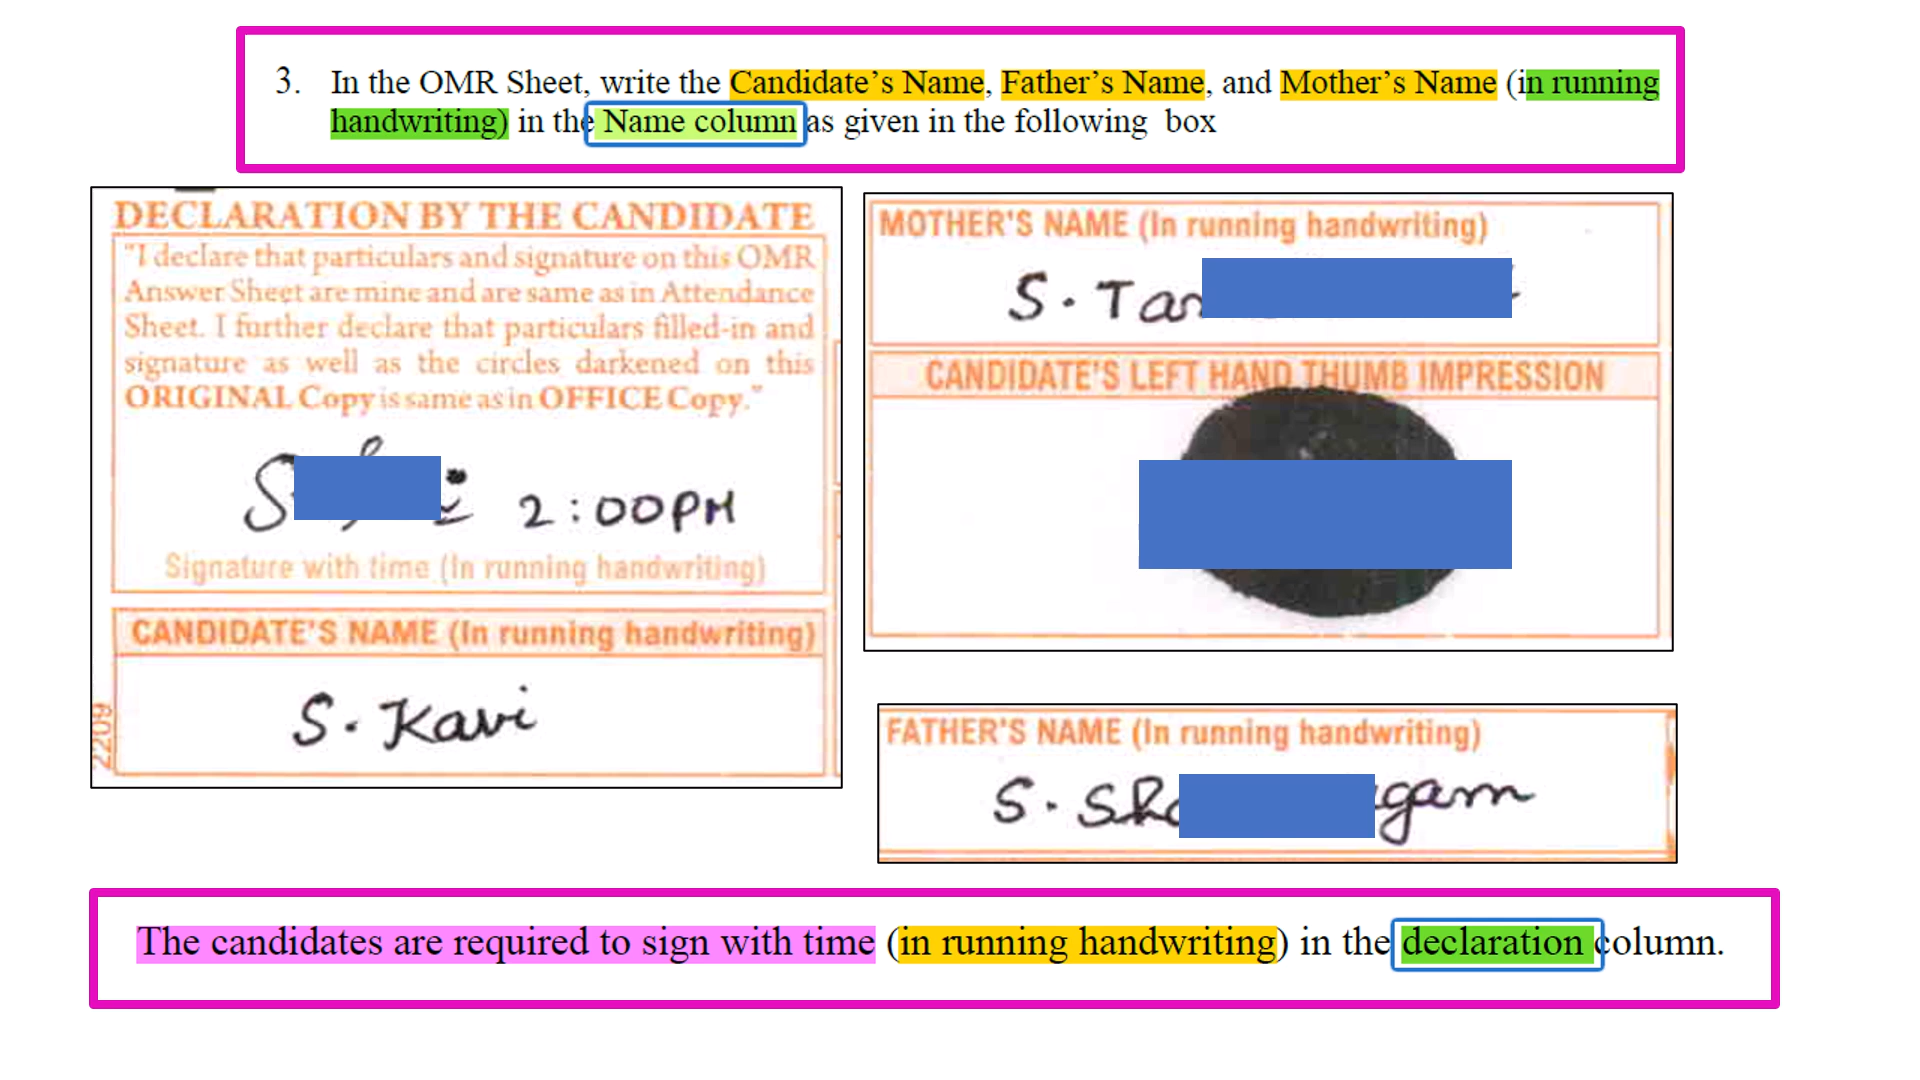 3. In the OMR Sheet, write the Candidate’s Name, Father’s Name, and Mother’s Name (in running
handwriting) in the Name column as given in the following box
DECLARATION BY THE CANDIDATE
"I declare that particulars and signature on this OMR
Answer Sheet are mine and are same as in Attendance
Sheet. I further declare that particulars filled-in and
signature as well as the circles darkened on this
ORIGINAL Copy is same as in OFFICE Copy."
2:00PM
Signature with time (In running handwriting)
CANDIDATE'S NAME (In running handwriting)
S. Kavi
2209
MOTHER'S NAME (In running handwriting)
S. Tar
CANDIDATE'S LEFT HAND THUMB IMPRESSION
FATHER'S NAME (In running handwriting)
S. Sh gam
The candidates are required to sign with time (in running handwriting) in the declaration column.